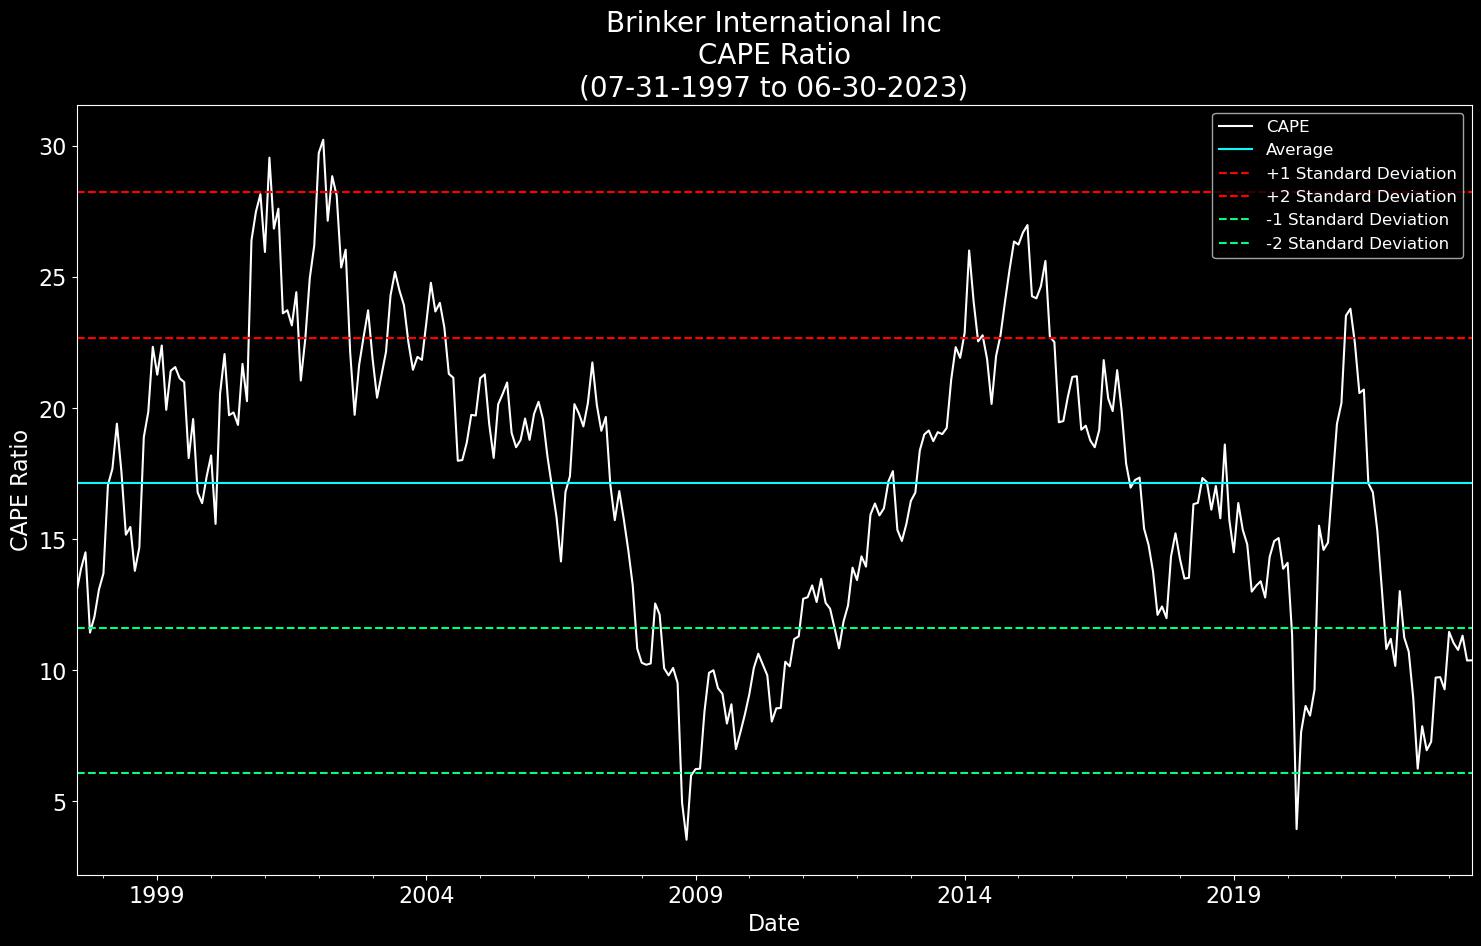 Brinker International Inc
CAPE Ratio
(07-31-1997 to 06-30-2023)
CAPE
Average
+1 Standard Deviation
+2 Standard Deviation
-1 Standard Deviation
-2 Standard Deviation
CAPE Ratio
30
25
20
15
10
5
1999 2004 2009 2014 2019
Date